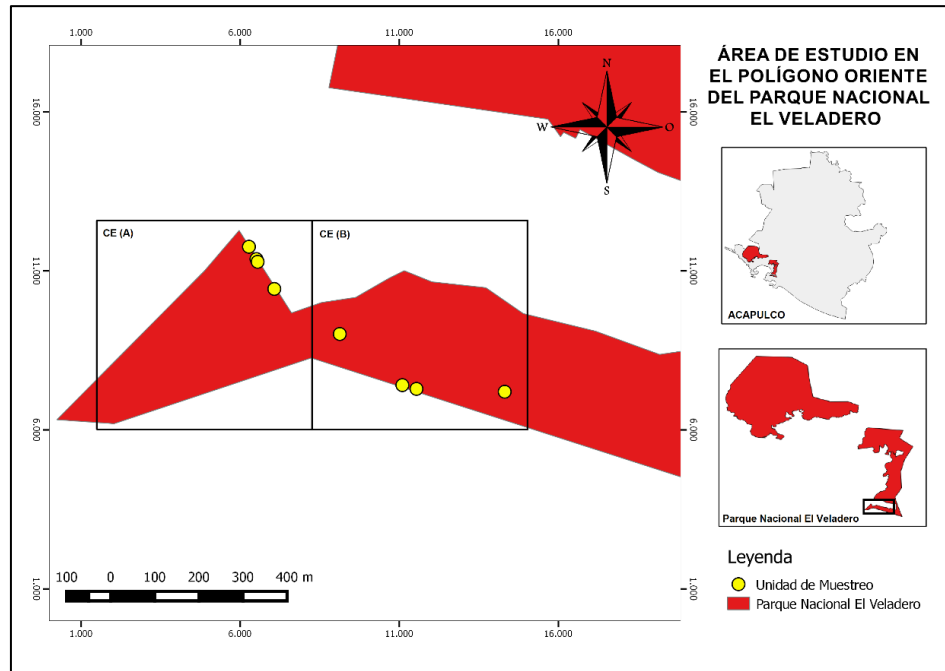 1.000 6.000 11.000 16.000
ÁREA DE ESTUDIO EN
EL POLÍGONO ORIENTE
DEL PARQUE NACIONAL
EL VELADERO
N
W O
S
16.000 16.000
CE (A) CE (B)
11.000 11.000
ACAPULCO
6.000 6.000
Parque Nacional El Veladero
Leyenda
Unidad de Muestreo
Parque Nacional El Veladero
100 0 100 200 300 400 m
1.000 1.000
1.000 6.000 11.000 16.000